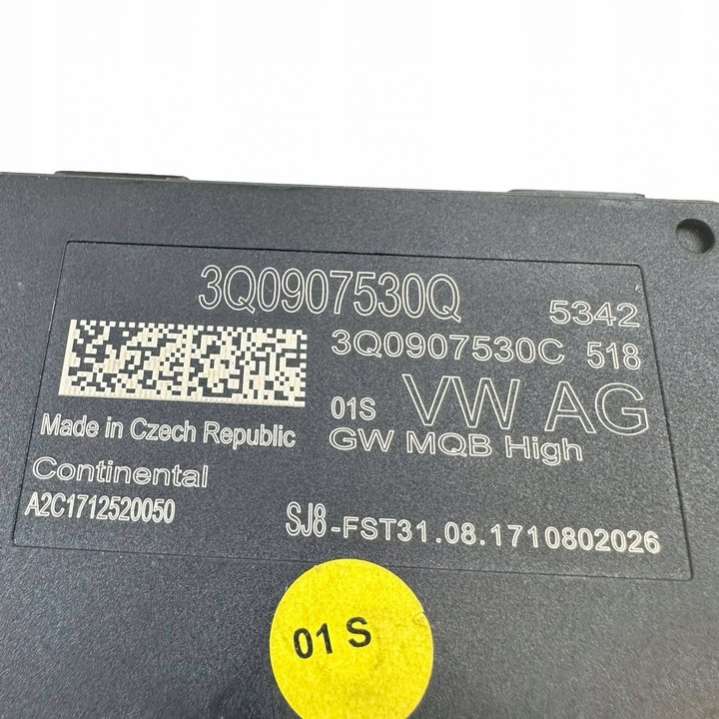 3Q0907530Q
5342
3Q0907530C 518
01S VW AG
Made in Czech Republic
GW MQB High
Continental
A2C1712520050
SJ8-FST31.08.1710802026
01 S